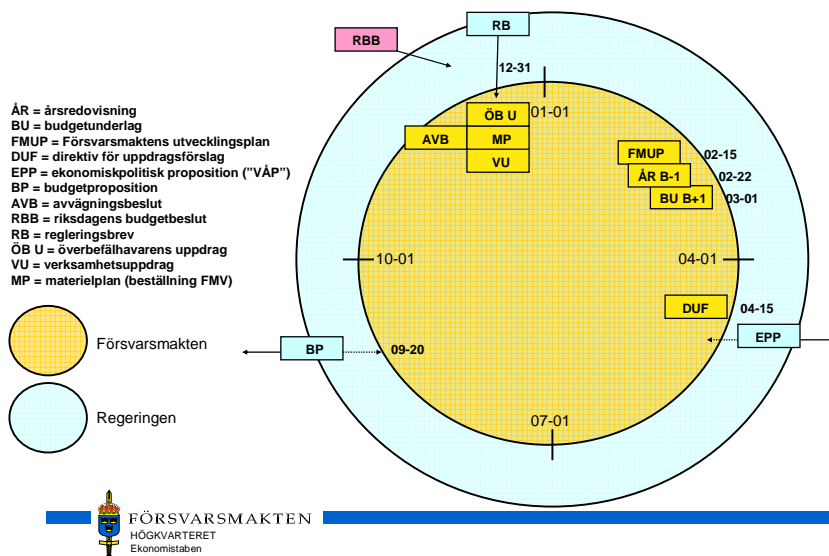 RB
RBB
12-31
01-01
ÅR = årsredovisning
BU = budgetunderlag
FMUP = Försvarsmaktens utvecklingsplan
DUF = direktiv för uppdragsförslag
EPP = ekonomiskpolitisk proposition ("VÅP")
BP = budgetproposition
AVB = avvägningsbeslut
RBB = riksdagens budgetbeslut
RB = regleringsbrev
ÖB U = överbefälhavarens uppdrag
VU = verksamhetsuppdrag
MP = materielplan (beställning FMV)
ÖB U
AVB
MP
VU
FMUP
02-15
ÅR B-1
02-22
BU B+1
03-01
10-01
04-01
DUF
04-15
EPP
BP
09-20
07-01
Försvarsmakten
Regeringen
FÖRSVARSMAKTEN
HÖGKVARTERET
Ekonomistaben